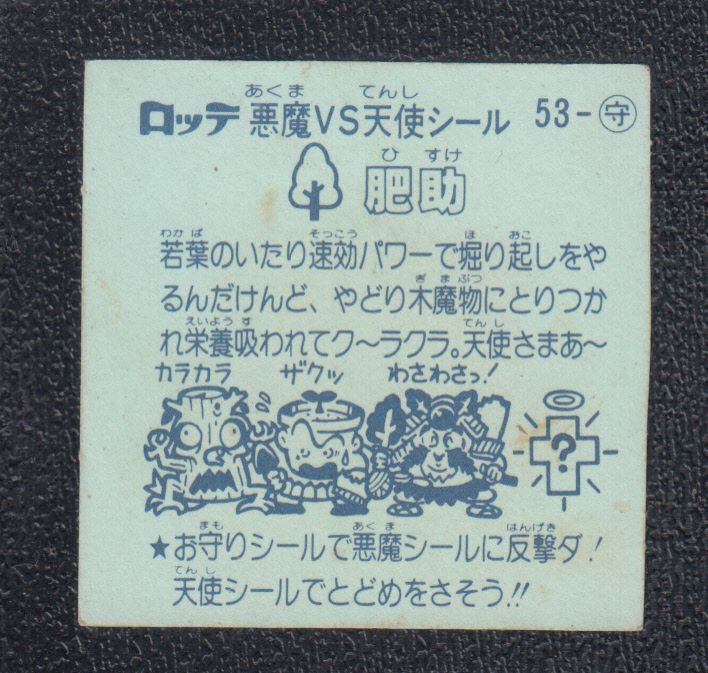 あくま てんし
ロッテ 悪魔VS天使シール 53-守
ひ すけ
肥助
わかば そっこう ほ おこ
若葉のいたり速効パワーで堀り起しをや
ぎ まぶつ
るんだけんど、やどり木魔物にとりつか
えいよう す てんし
れ栄養吸われてク〜ラクラ。天使さまあ〜
カラカラ ザクッ わさわさっ!
?
まも あくま はんげき
★お守りシールで悪魔シールに反撃ダ!
てんし
天使シールでとどめをさそう!!